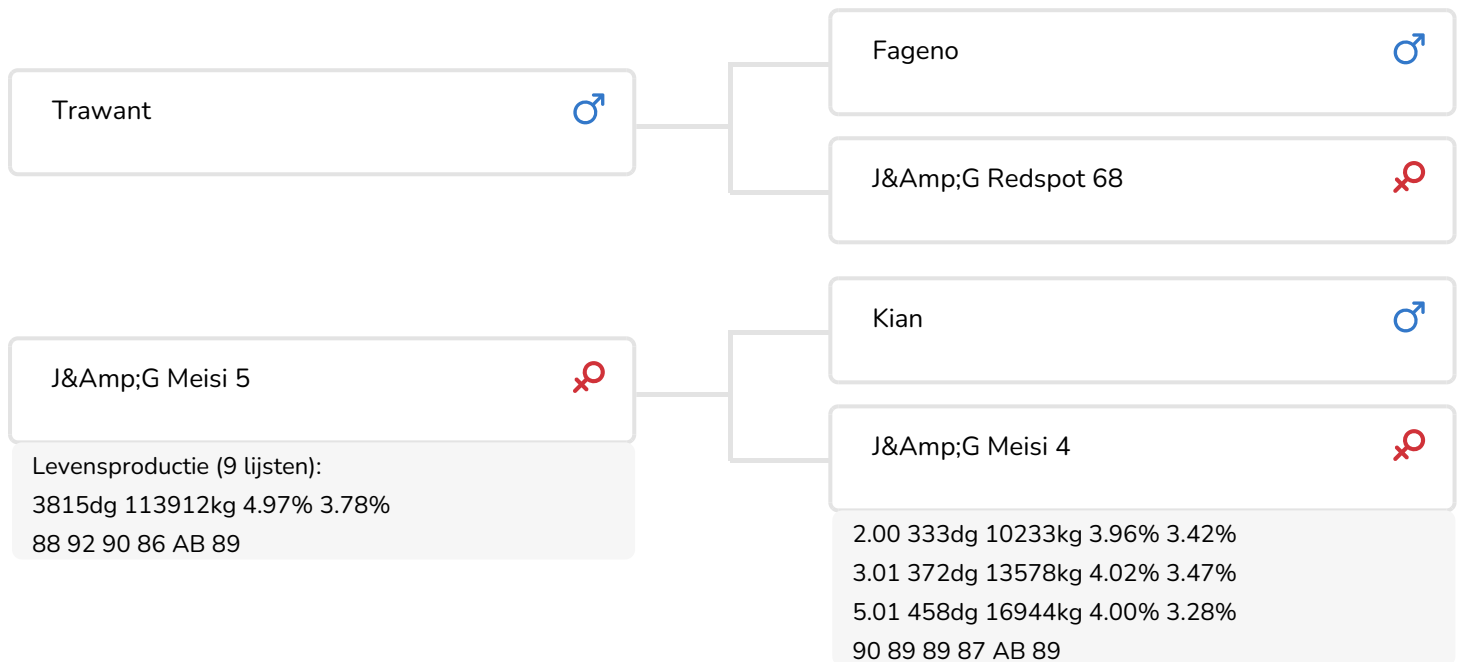 Trawant
J&Amp;G Meisi 5
Levensproductie (9 lijsten):
3815dg 113912kg 4.97% 3.78%
88 92 90 86 AB 89
Fageno
J&Amp;G Redspot 68
Kian
J&Amp;G Meisi 4
2.00 333dg 10233kg 3.96% 3.42%
3.01 372dg 13578kg 4.02% 3.47%
5.01 458dg 16944kg 4.00% 3.28%
90 89 89 87 AB 89